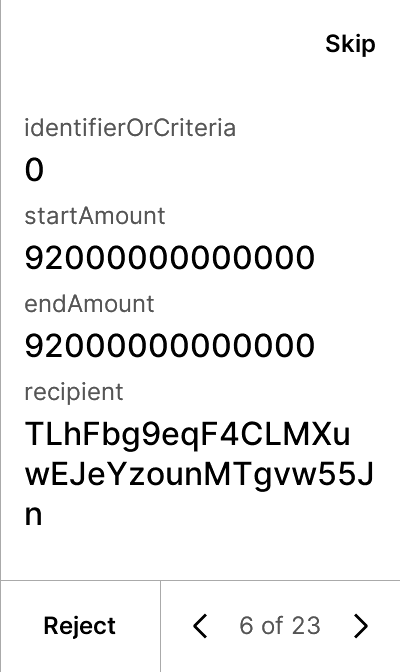 Skip
identifierOrCriteria
0
startAmount
92000000000000
endAmount
92000000000000
recipient
TLhFbg9eqF4CLMXu
wEJeYzounMTgvw55J
n
Reject
6 of 23